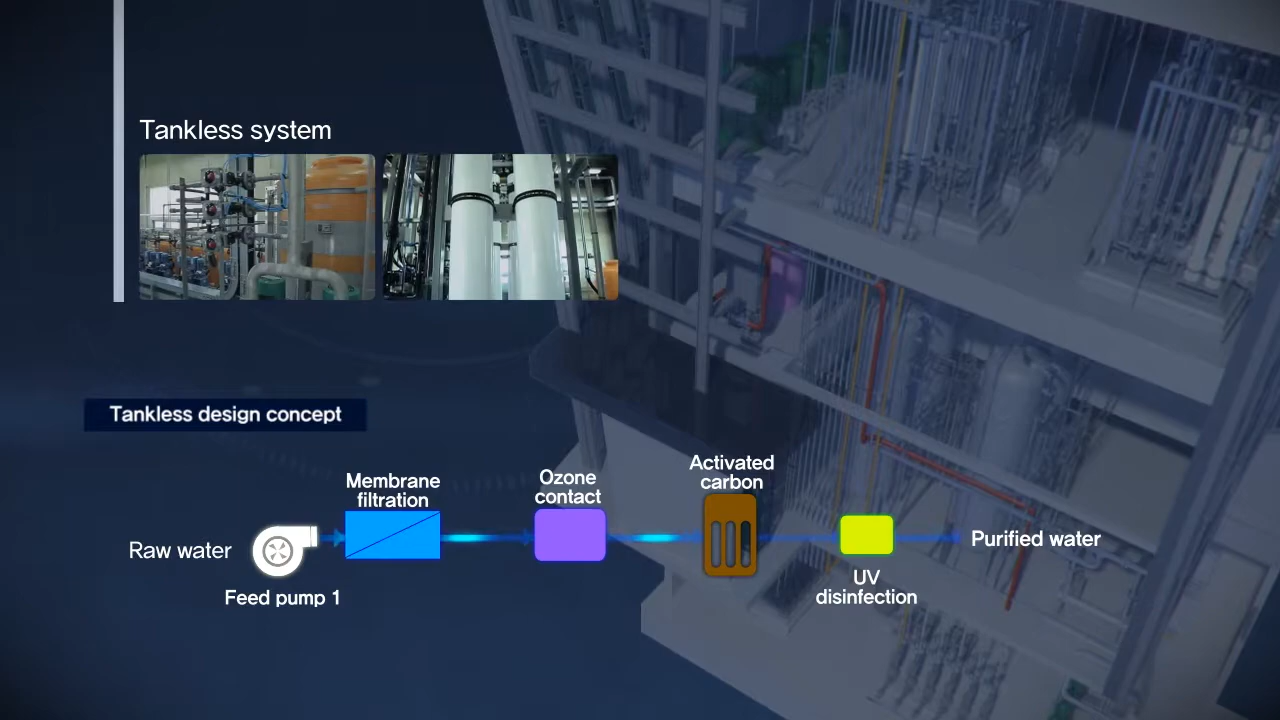 Tankless system
Tankless design concept
Membrane
filtration
Ozone
contact
Activated
carbon
Raw water
Purified water
Feed pump 1
UV
disinfection